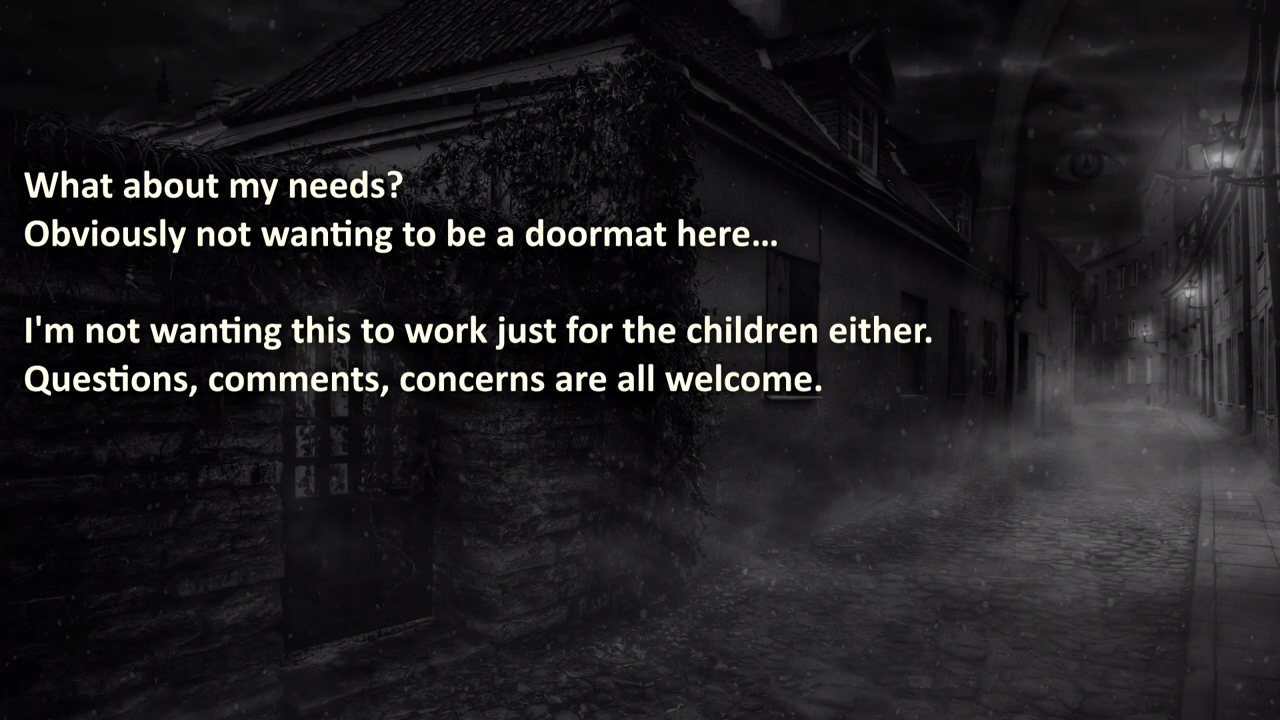 What about my needs?
Obviously not wanting to be a doormat here...
I'm not wanting this to work just for the children either.
Questions, comments, concerns are all welcome.